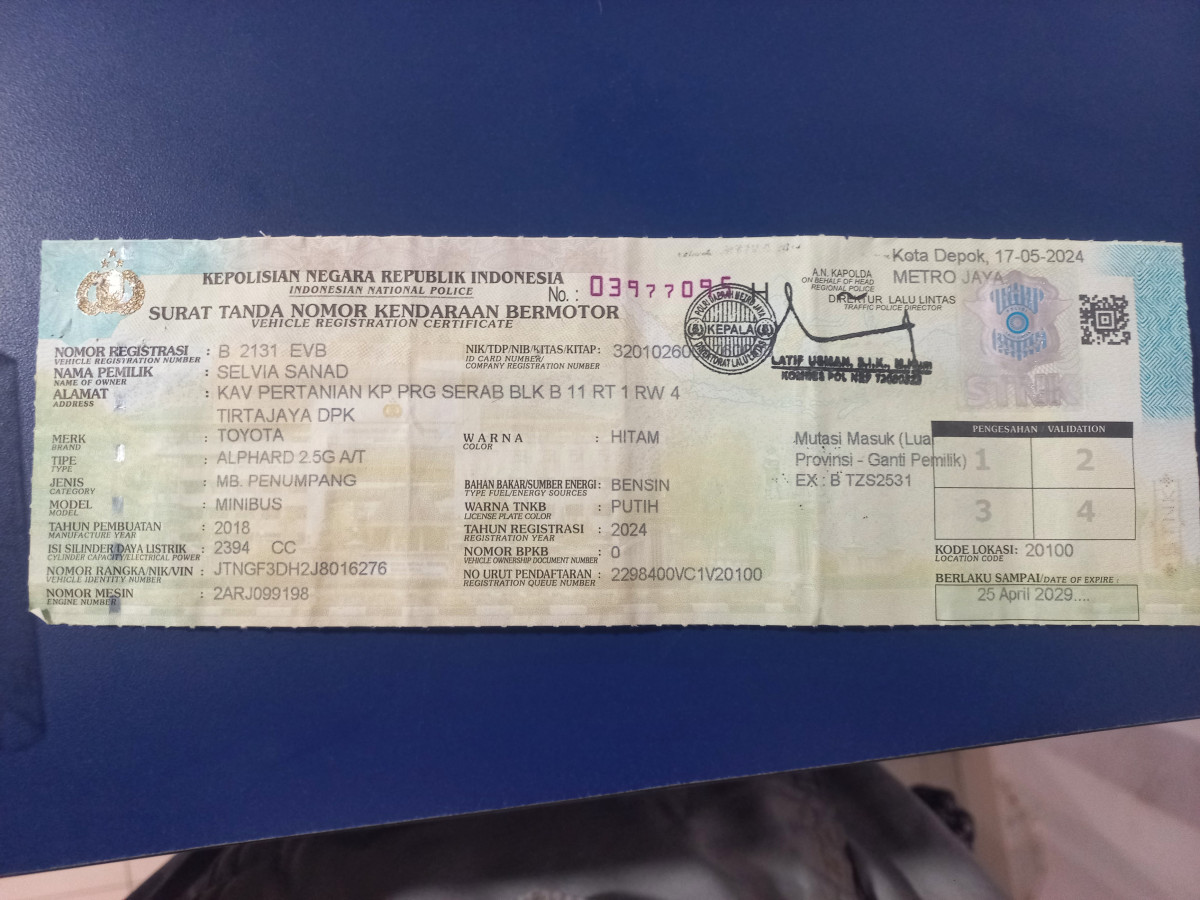 Kota Depok, 17-05-2024
KEPOLISIAN NEGARA REPUBLIK INDONESIA
INDONESIAN NATIONAL POLICE
No. : 03977095 H
SURAT TANDA NOMOR KENDARAAN BERMOTOR
VEHICLE REGISTRATION CERTIFICATE
A.N. KAPOLDA METRO JAYA
ON BEHALF OF HEAD
REGIONAL POLICE
DIREKTUR LALU LINTAS
TRAFFIC POLICE DIRECTOR
KEPALA
DIREKTORAT LALU
LATIF USMAN, S.I.K.,
KOMBES POL NRP
STNK
NOMOR REGISTRASI : B 2131 EVB
VEHICLE REGISTRATION NUMBER
NAMA PEMILIK : SELVIA SANAD
NAME OF OWNER
ALAMAT : KAV PERTANIAN KP PRG SERAB BLK B 11 RT 1 RW 4
ADDRESS
TIRTAJAYA DPK
MERK : TOYOTA
BRAND
TIPE : ALPHARD 2.5G A/T
TYPE
JENIS : MB. PENUMPANG
CATEGORY
MODEL : MINIBUS
MODEL
TAHUN PEMBUATAN : 2018
MANUFACTURE YEAR
ISI SILINDER/DAYA LISTRIK : 2394 CC
CYLINDER CAPACITY/ELECTRICAL POWER
NOMOR RANGKA/NIK/VIN : JTNGF3DH2J8016276
VEHICLE IDENTITY NUMBER
NOMOR MESIN : 2ARJ099198
ENGINE NUMBER
NIK/TDP/NIB/KITAS/KITAP: 32010260
ID CARD NUMBER/
COMPANY REGISTRATION NUMBER
WARNA : HITAM
COLOR
BAHAN BAKAR/SUMBER ENERGI : BENSIN
TYPE FUEL/ENERGY SOURCES
WARNA TNKB : PUTIH
LICENSE PLATE COLOR
TAHUN REGISTRASI : 2024
REGISTRATION YEAR
NOMOR BPKB : 0
VEHICLE OWNERSHIP DOCUMENT NUMBER
NO URUT PENDAFTARAN : 2298400VC1V20100
REGISTRATION QUEUE NUMBER
Mutasi Masuk (Lua
Provinsi - Ganti Pemilik)
EX : B TZS2531
PENGESAHAN / VALIDATION
1 2
3 4
KODE LOKASI: 20100
LOCATION CODE
BERLAKU SAMPAI/DATE OF EXPIRE :
25 April 2029....